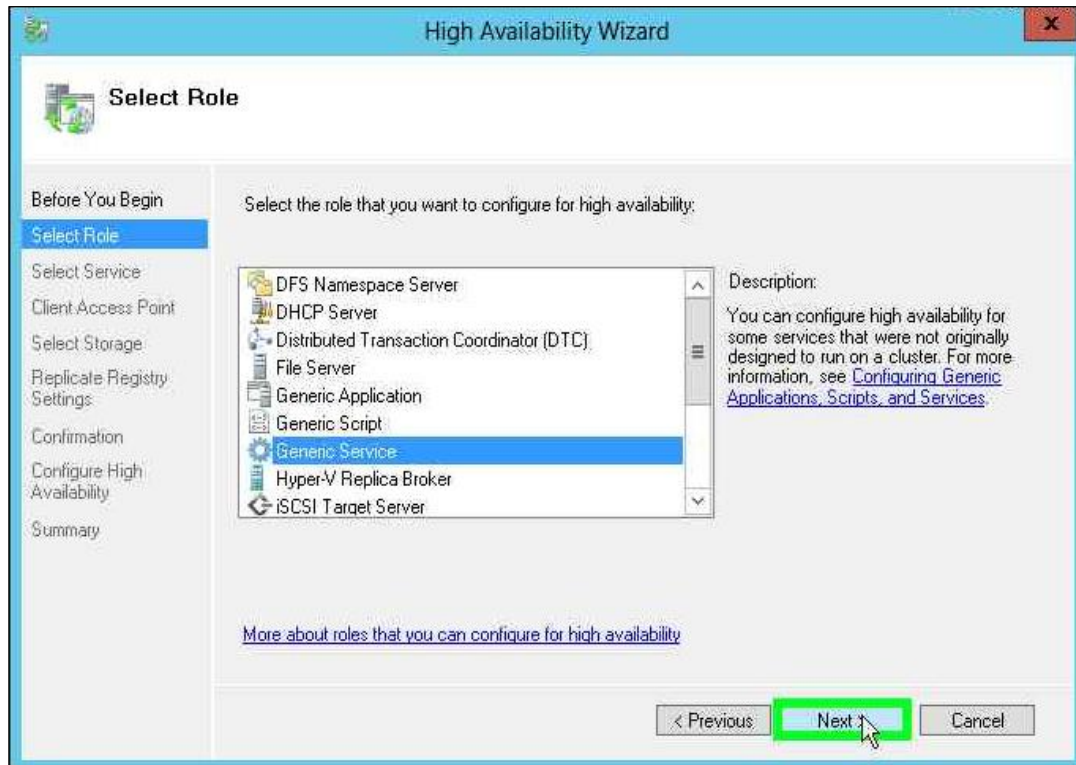 High Availability Wizard
x
Select Role
Before You Begin
Select Role
Select Service
Client Access Point
Select Storage
Replicate Registry
Settings
Confirmation
Configure High
Availability
Summary
Select the role that you want to configure for high availability:
DFS Namespace Server
DHCP Server
Distributed Transaction Coordinator (DTC)
File Server
Generic Application
Generic Script
Generic Service
Hyper-V Replica Broker
iSCSI Target Server
Description:
You can configure high availability for
some services that were not originally
designed to run on a cluster. For more
information, see Configuring Generic
Applications, Scripts, and Services.
More about roles that you can configure for high availability
< Previous
Next >
Cancel